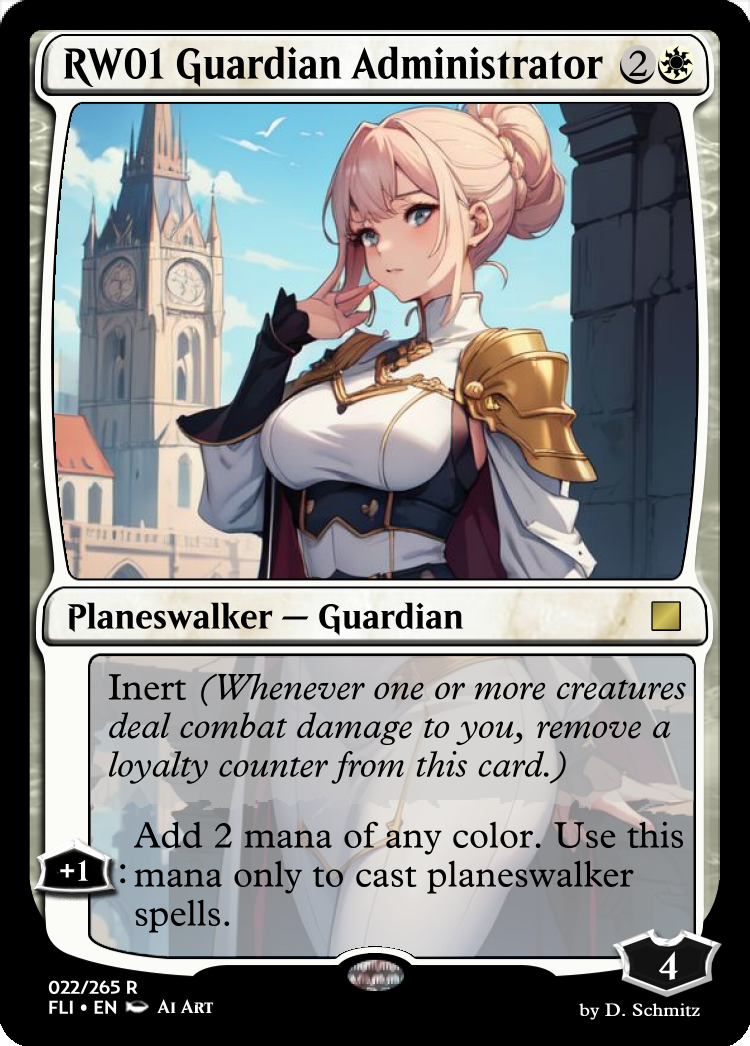 RW01 Guardian Administrator 2
Planeswalker — Guardian
Inert (Whenever one or more creatures
deal combat damage to you, remove a
loyalty counter from this card.)
Add 2 mana of any color. Use this
+1 : mana only to cast planeswalker
spells.
4
022/265 R
FLI • EN AI ART
by D. Schmitz